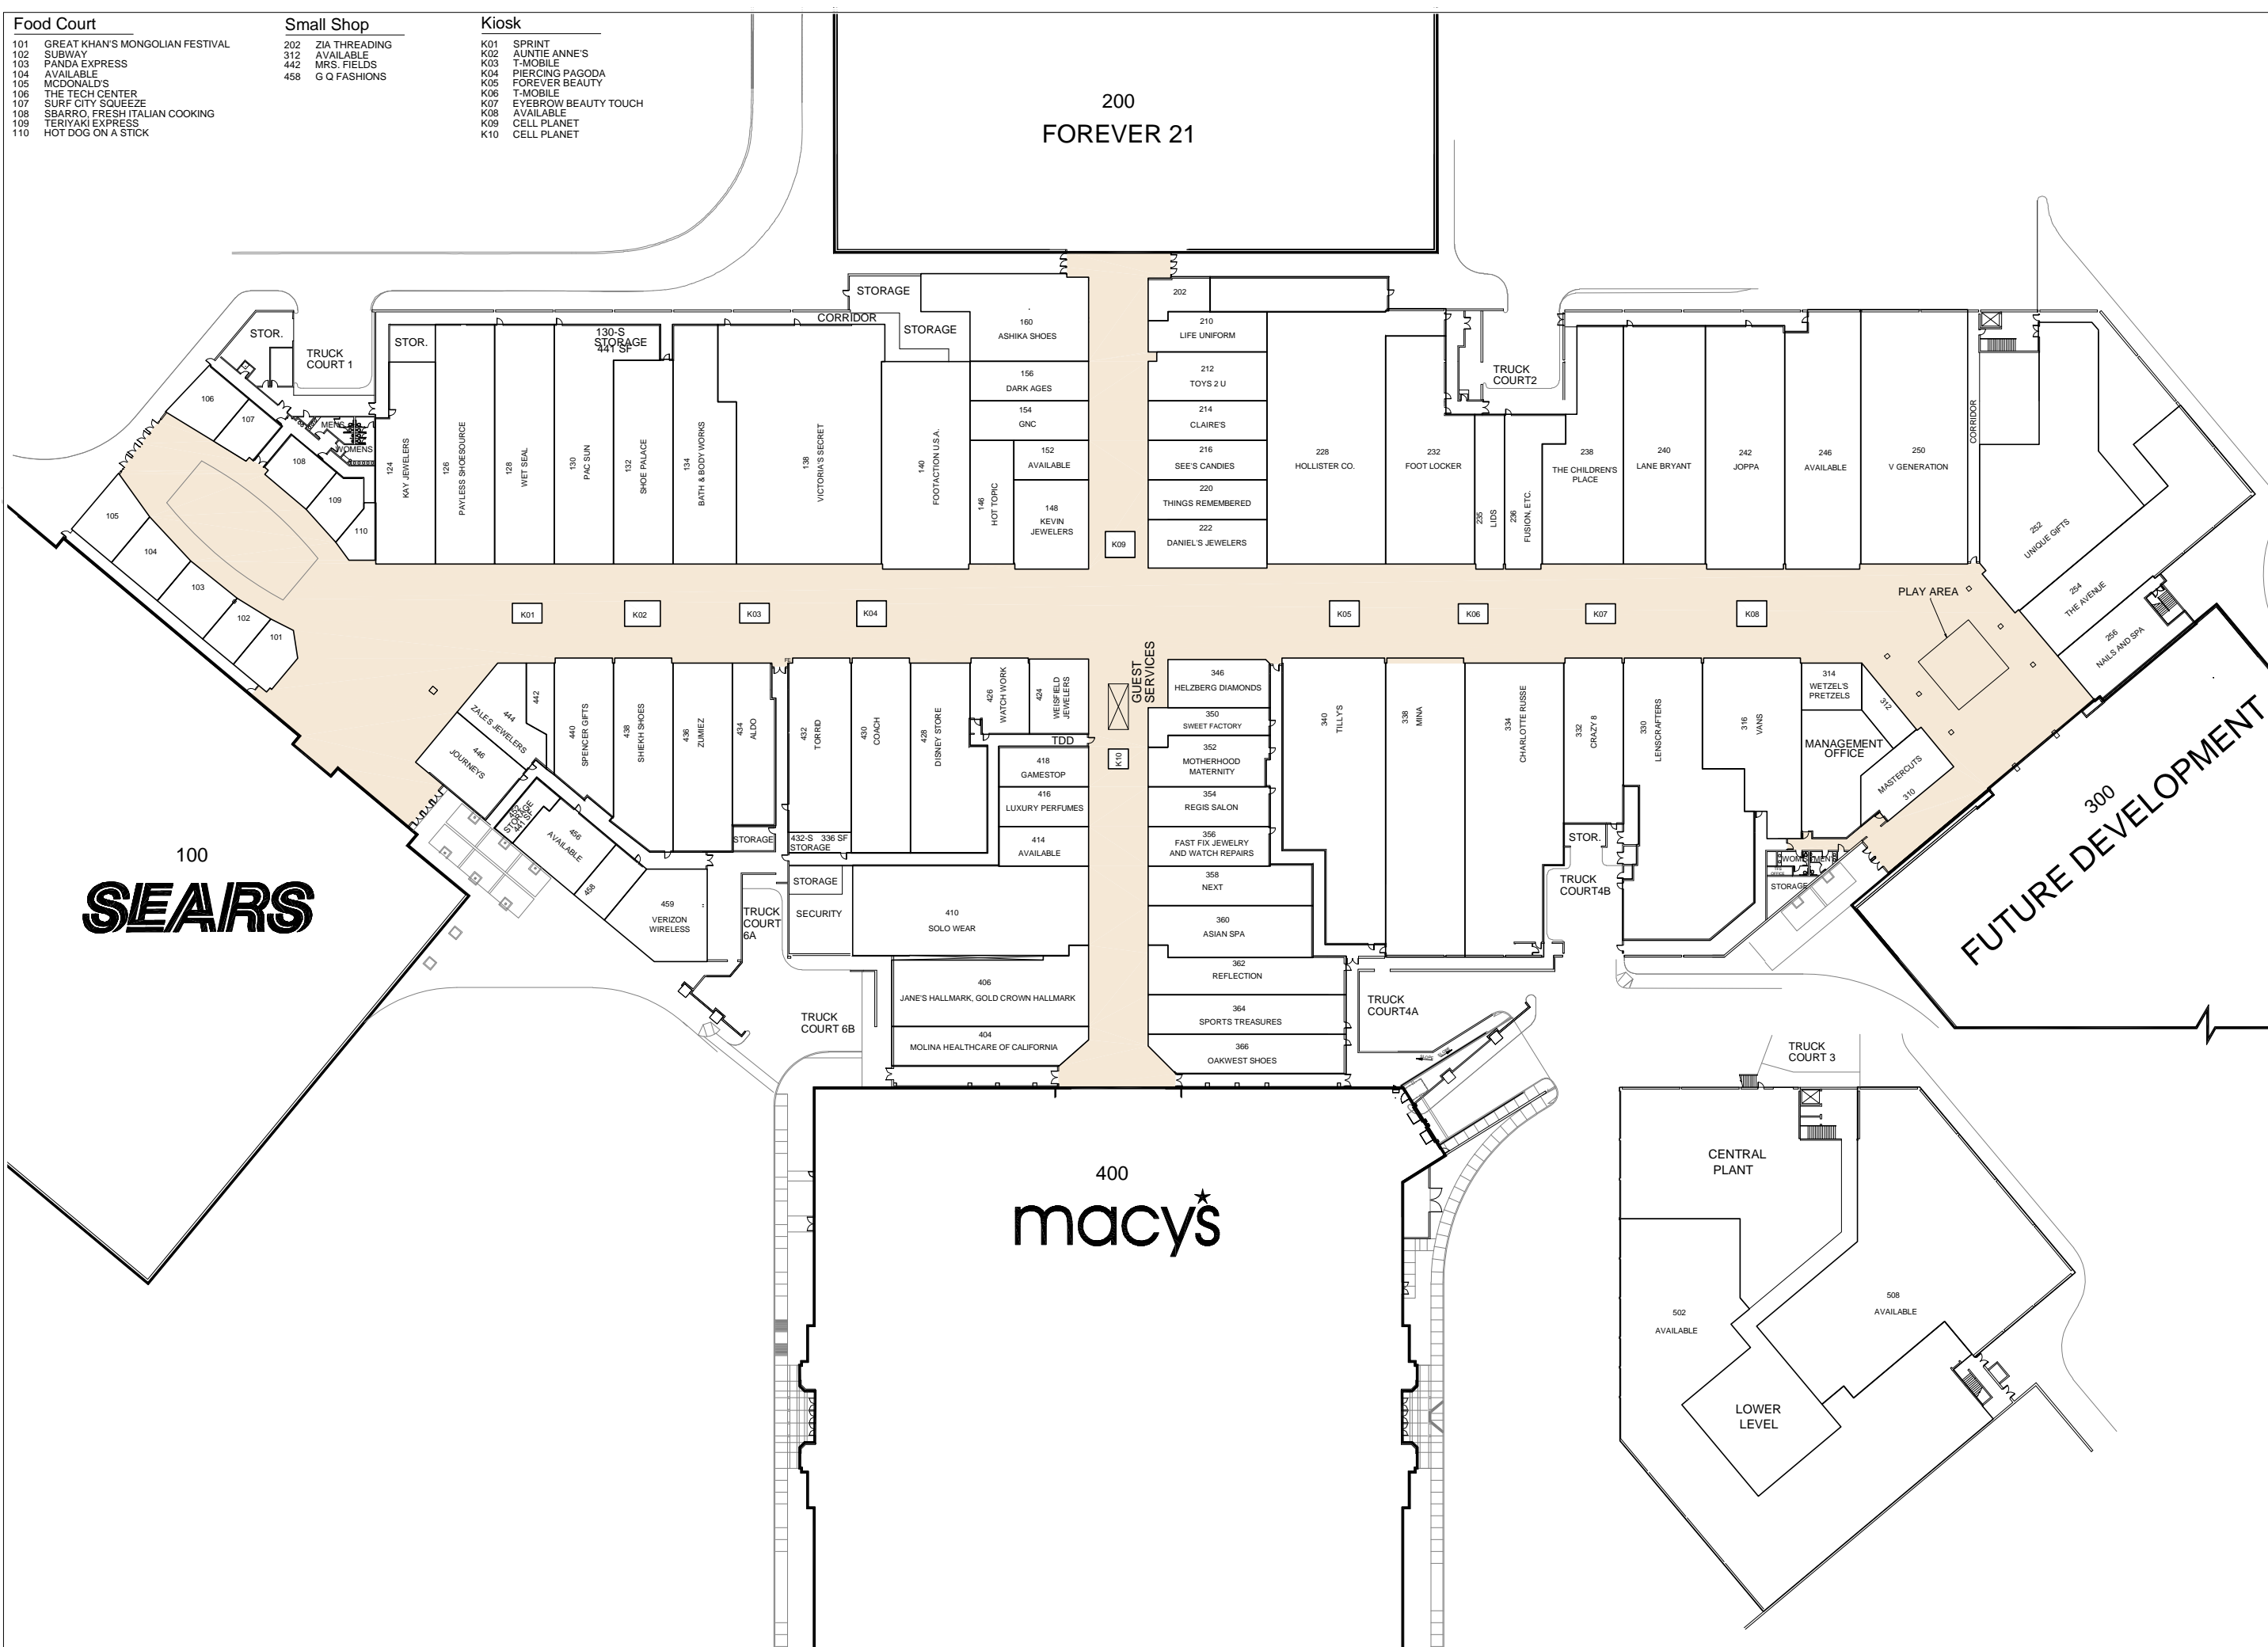 Food Court
101 GREAT KHAN'S MONGOLIAN FESTIVAL
102 SUBWAY
103 PANDA EXPRESS
104 AVAILABLE
105 MCDONALD'S
106 THE TECH CENTER
107 SURF CITY SQUEEZE
108 SBARRO, FRESH ITALIAN COOKING
109 TERIYAKI EXPRESS
110 HOT DOG ON A STICK
Small Shop
202 ZIA THREADING
312 AVAILABLE
442 MRS. FIELDS
458 G Q FASHIONS
Kiosk
K01 SPRINT
K02 AUNTIE ANNE'S
K03 T-MOBILE
K04 PIERCING PAGODA
K05 FOREVER BEAUTY
K06 T-MOBILE
K07 EYEBROW BEAUTY TOUCH
K08 AVAILABLE
K09 CELL PLANET
K10 CELL PLANET
200
FOREVER 21
STOR.
TRUCK
COURT 1
STOR.
130-S
STORAGE
441 SF
CORRIDOR
STORAGE
STORAGE
160
ASHIKA SHOES
156
DARK AGES
154
GNC
152
AVAILABLE
146
HOT TOPIC
148
KEVIN
JEWELERS
106
107
MENS
WOMENS
108
109
110
105
104
103
102
101
124
KAY JEWELERS
126
PAYLESS SHOESOURCE
128
WET SEAL
130
PAC SUN
132
SHOE PALACE
134
BATH & BODY WORKS
138
VICTORIA'S SECRET
140
FOOTACTION U.S.A.
202
210
LIFE UNIFORM
212
TOYS 2 U
214
CLAIRE'S
216
SEE'S CANDIES
220
THINGS REMEMBERED
222
DANIEL'S JEWELERS
228
HOLLISTER CO.
232
FOOT LOCKER
TRUCK
COURT2
235
LIDS
236
FUSION, ETC.
238
THE CHILDREN'S
PLACE
240
LANE BRYANT
242
JOPPA
246
AVAILABLE
250
V GENERATION
CORRIDOR
252
UNIQUE GIFTS
254
THE AVENUE
256
NAILS AND SPA
PLAY AREA
K09
K01
K02
K03
K04
K05
K06
K07
K08
GUEST
SERVICES
K10
444
ZALES JEWELERS
442
446
JOURNEYS
440
SPENCER GIFTS
438
SHIEKH SHOES
436
ZUMIEZ
434
ALDO
432
TORRID
430
COACH
428
DISNEY STORE
426
WATCH WORK
424
WEISFIELD
JEWELERS
TDD
418
GAMESTOP
416
LUXURY PERFUMES
414
AVAILABLE
452
STORAGE
441 SF
456
AVAILABLE
458
459
VERIZON
WIRELESS
STORAGE
432-S 336 SF
STORAGE
STORAGE
SECURITY
TRUCK
COURT
6A
410
SOLO WEAR
406
JANE'S HALLMARK, GOLD CROWN HALLMARK
404
MOLINA HEALTHCARE OF CALIFORNIA
TRUCK
COURT 6B
346
HELZBERG DIAMONDS
350
SWEET FACTORY
352
MOTHERHOOD
MATERNITY
354
REGIS SALON
356
FAST FIX JEWELRY
AND WATCH REPAIRS
358
NEXT
360
ASIAN SPA
362
REFLECTION
364
SPORTS TREASURES
366
OAKWEST SHOES
340
TILLY'S
338
MINA
334
CHARLOTTE RUSSE
332
CRAZY 8
330
LENSCRAFTERS
316
VANS
314
WETZEL'S
PRETZELS
312
MANAGEMENT
OFFICE
MASTERCUTS
310
STOR.
TRUCK
COURT4B
STORAGE
TRUCK
COURT4A
100
SEARS
300
FUTURE DEVELOPMENT
TRUCK
COURT 3
400
macy's
CENTRAL
PLANT
502
AVAILABLE
508
AVAILABLE
LOWER
LEVEL